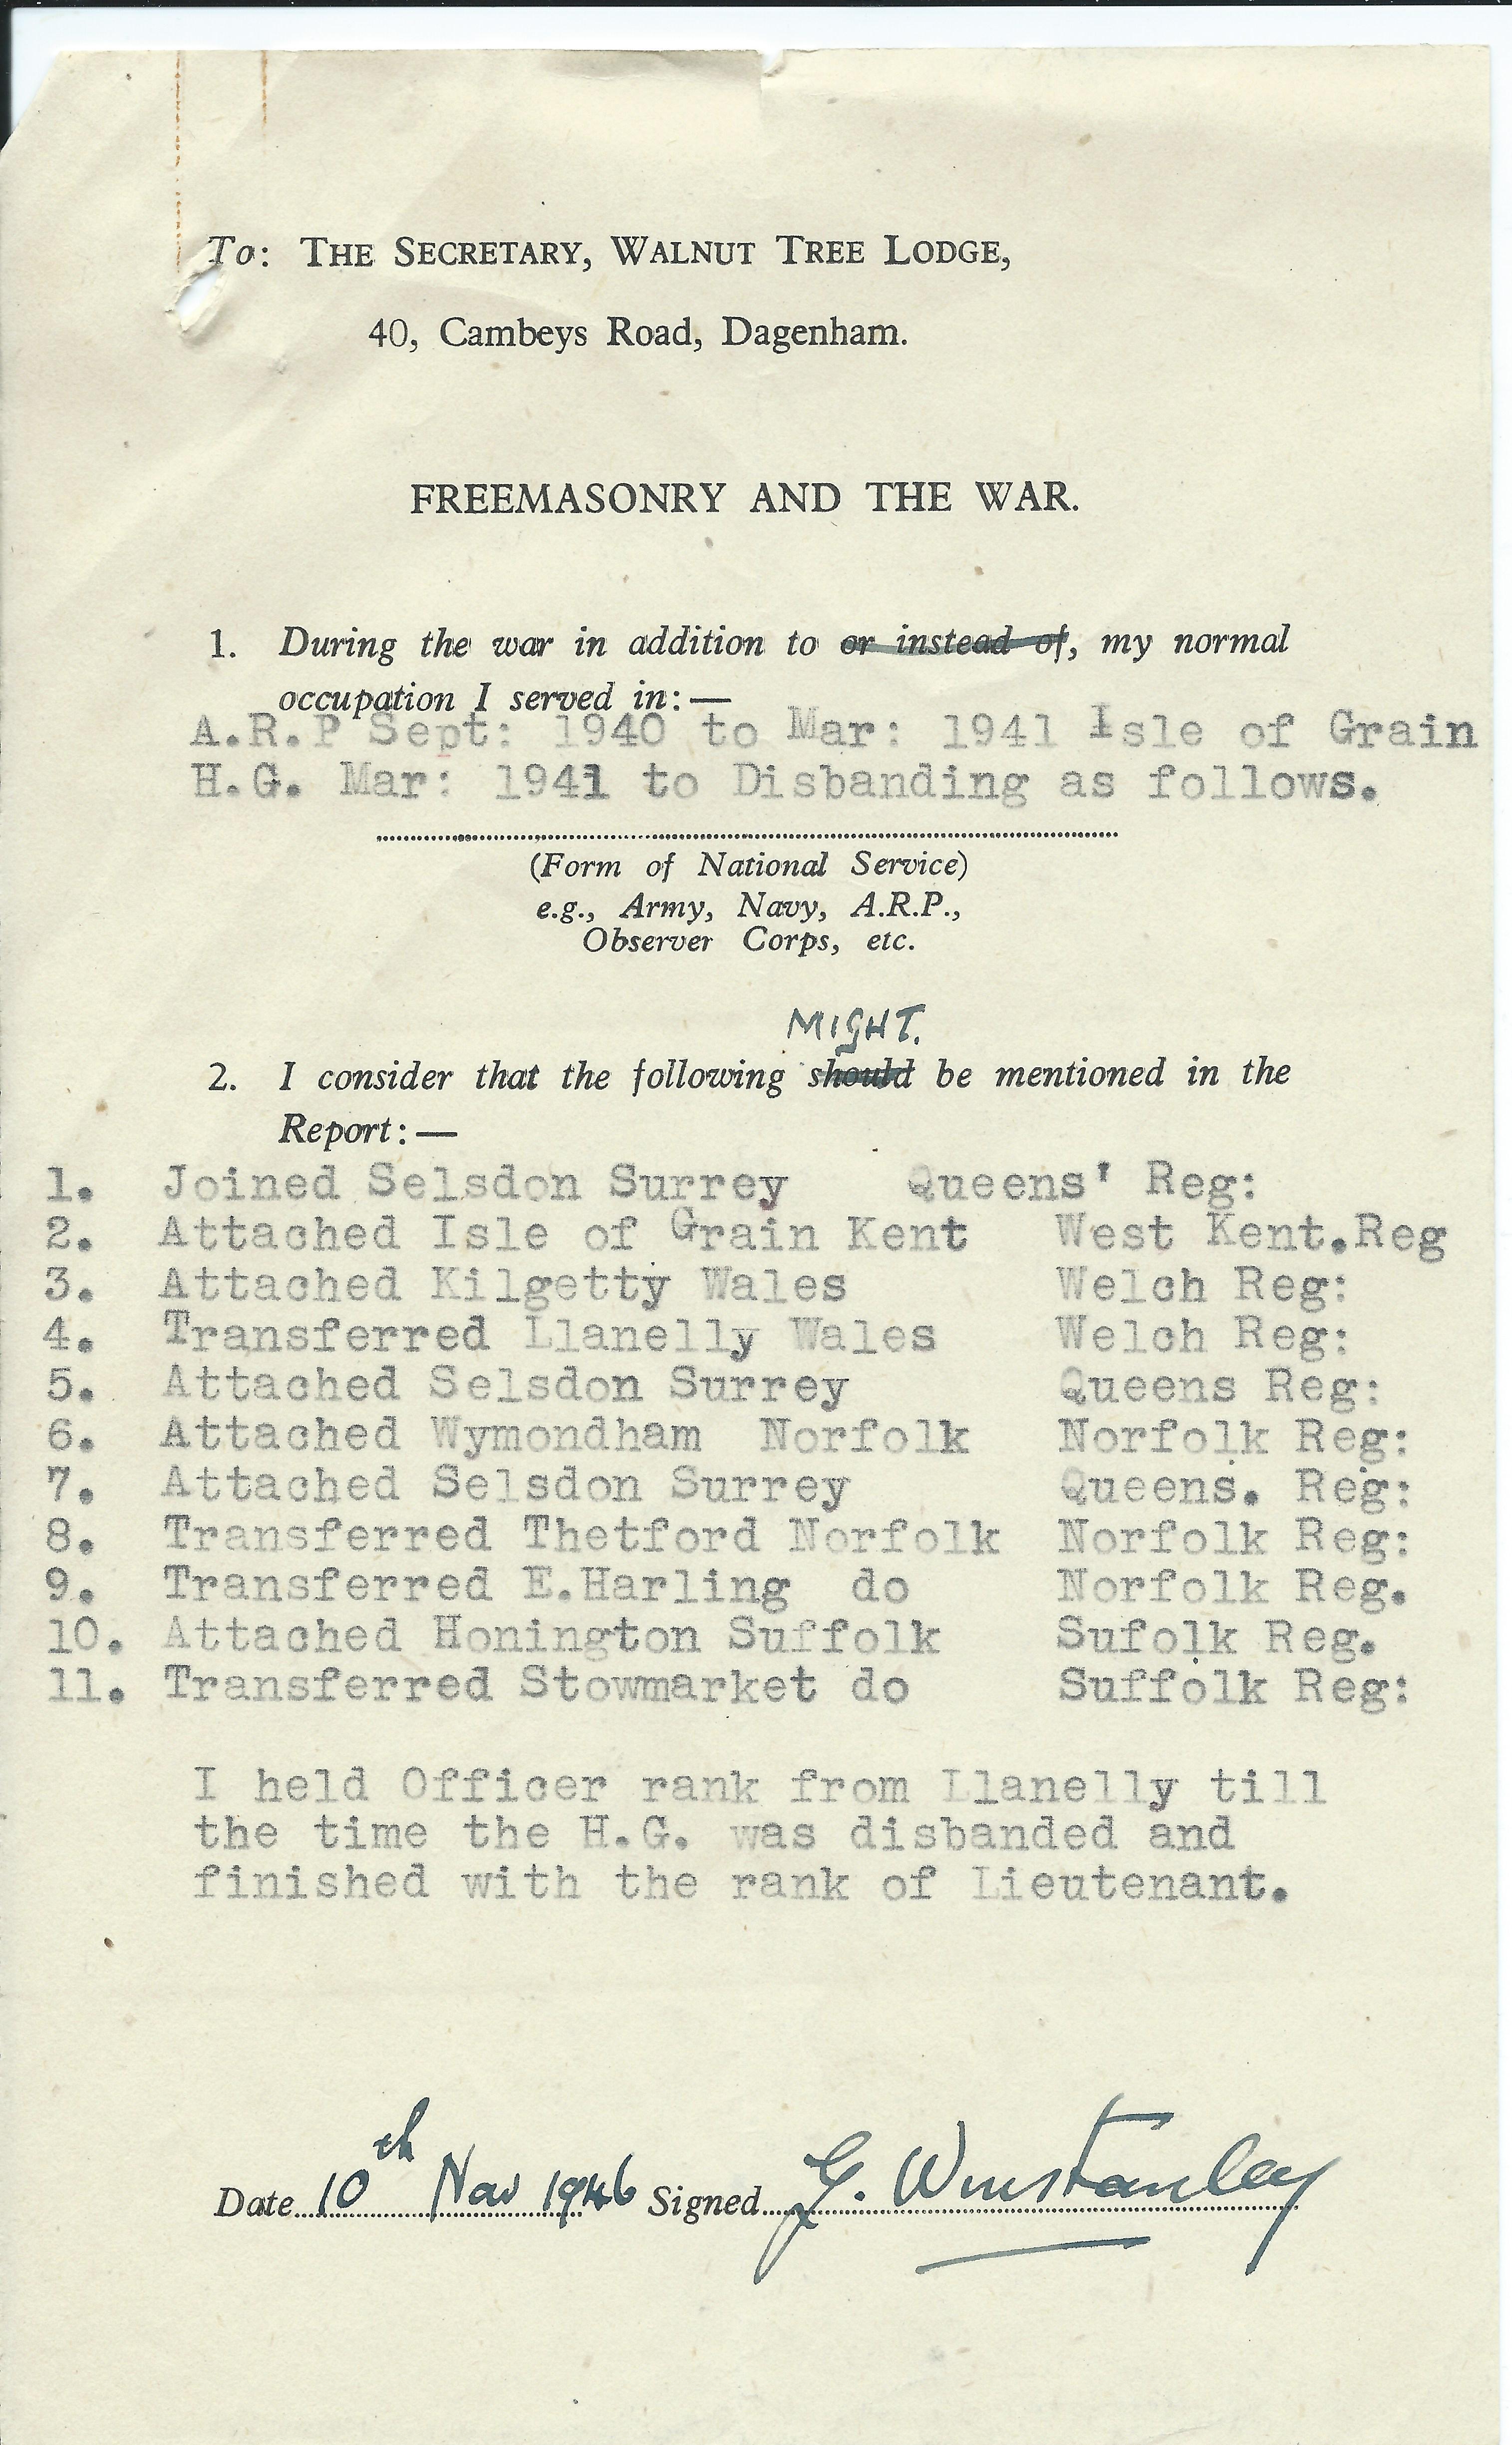 To: THE SECRETARY, WALNUT TREE LODGE,
40, Cambeys Road, Dagenham.
FREEMASONRY AND THE WAR.
1. During the war in addition to or instead of, my normal
occupation I served in:—
A.R.P Sept: 1940 to Mar: 1941 Isle of Grain
H.G. Mar: 1941 to Disbanding as follows.
(Form of National Service)
e.g., Army, Navy, A.R.P.,
Observer Corps, etc.
MIGHT.
2. I consider that the following should be mentioned in the
Report:—
1. Joined Selsdon Surrey Queens' Reg:
2. Attached Isle of Grain Kent West Kent.Reg
3. Attached Kilgetty Wales Welch Reg:
4. Transferred Llanelly Wales Welch Reg:
5. Attached Selsdon Surrey Queens Reg:
6. Attached Wymondham Norfolk Norfolk Reg:
7. Attached Selsdon Surrey Queens. Reg:
8. Transferred Thetford Norfolk Norfolk Reg:
9. Transferred E.Harling do Norfolk Reg.
10. Attached Honington Suffolk Sufolk Reg.
11. Transferred Stowmarket do Suffolk Reg:
I held Officer rank from Llanelly till
the time the H.G. was disbanded and
finished with the rank of Lieutenant.
Date 10th Nov 1946 Signed G. Winstanley